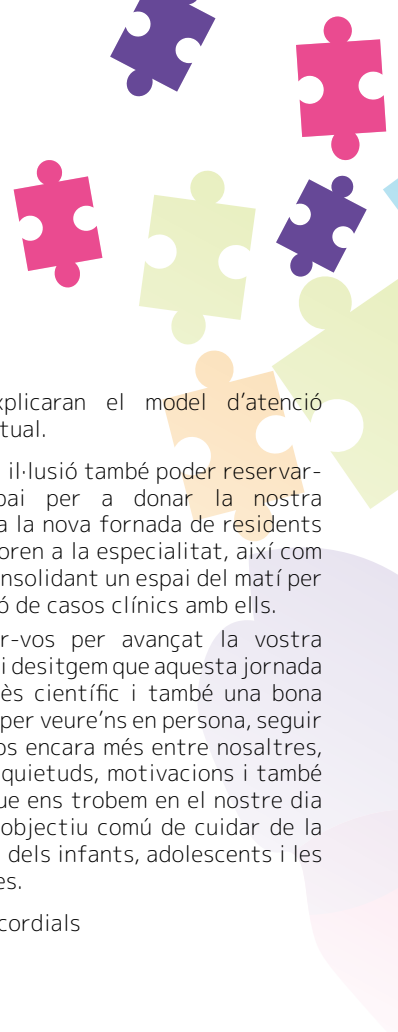 xplicaran el model d'atenció
tual.
il·lusió també poder reservar-
pai per a donar la nostra
a la nova fornada de residents
oren a la especialitat, així com
nsolidant un espai del matí per
ó de casos clínics amb ells.
r-vos per avançat la vostra
i desitgem que aquesta jornada
ès científic i també una bona
per veure'ns en persona, seguir
os encara més entre nosaltres,
quietuds, motivacions i també
ue ens trobem en el nostre dia
objectiu comú de cuidar de la
dels infants, adolescents i les
es.
cordials